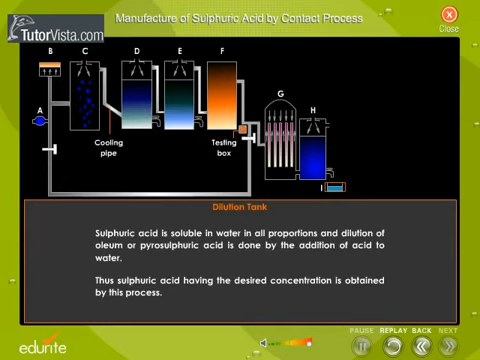 Manufacture of Sulphuric Acid by Contact Process
Close
TutorVista.com
B
C
D
E
F
G
H
A
I
Cooling
pipe
Testing
box
Dilution Tank
Sulphuric acid is soluble in water in all proportions and dilution of
oleum or pyrosulphuric acid is done by the addition of acid to
water.
Thus sulphuric acid having the desired concentration is obtained
by this process.
PAUSE REPLAY BACK NEXT
edurite